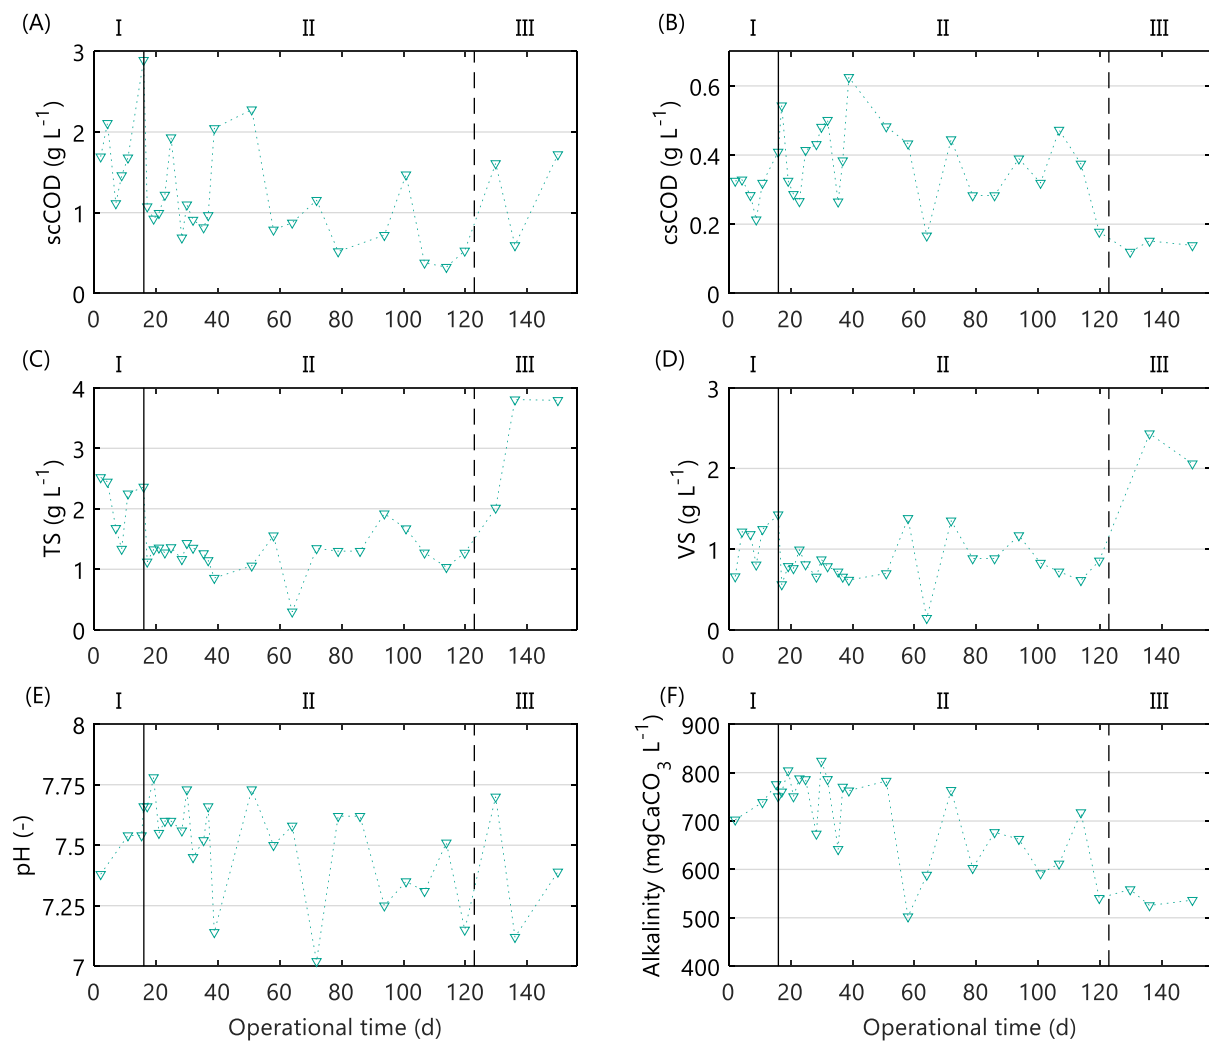 (A) I II III
3
2
1
0
scCOD (g L-1)
0 20 40 60 80 100 120 140
(B) I II III
0.6
0.4
0.2
0
cscCOD (g L-1)
0 20 40 60 80 100 120 140
(C) I II III
4
3
2
1
0
TS (g L-1)
0 20 40 60 80 100 120 140
(D) I II III
3
2
1
0
VS (g L-1)
0 20 40 60 80 100 120 140
(E) I II III
8
7.75
7.5
7.25
7
pH (-)
0 20 40 60 80 100 120 140
Operational time (d)
(F) I II III
900
800
700
600
500
400
Alkalinity (mgCaCO3 L-1)
0 20 40 60 80 100 120 140
Operational time (d)